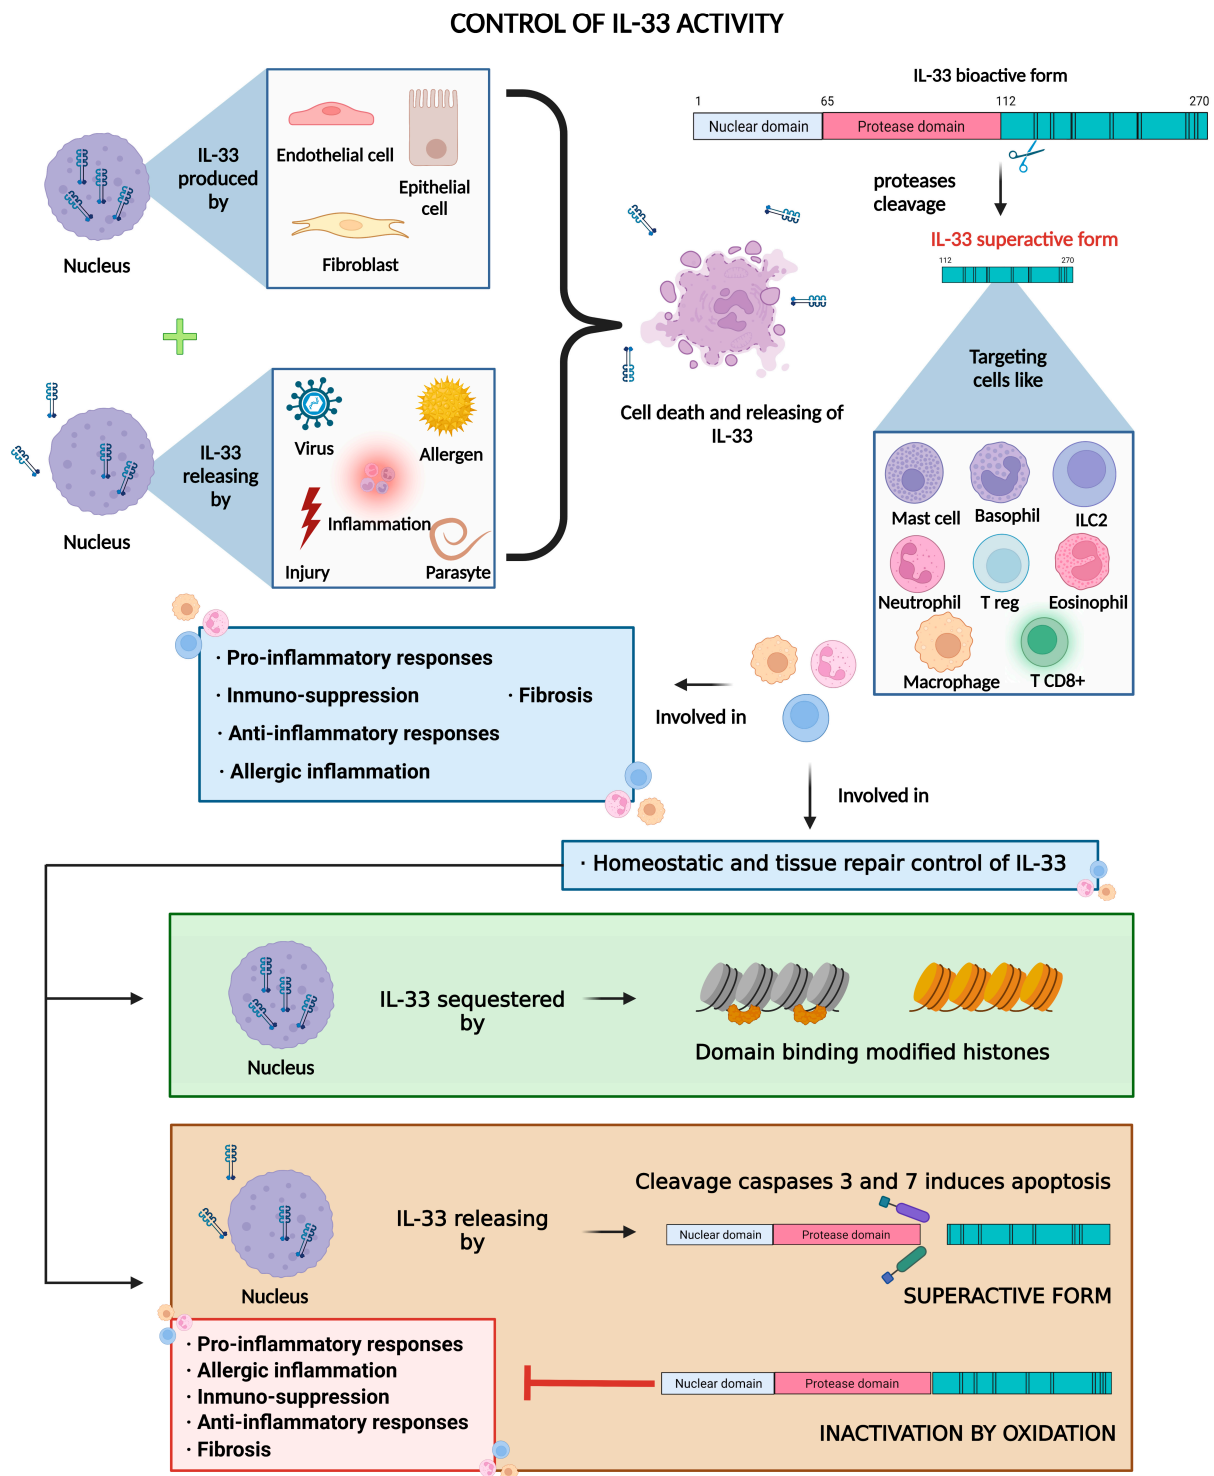 CONTROL OF IL-33 ACTIVITY
IL-33
produced
by
Nucleus
Endothelial cell
Epithelial
cell
Fibroblast
IL-33
releasing
by
Nucleus
Virus
Allergen
Inflammation
Injury
Parasyte
Cell death and releasing of
IL-33
IL-33 bioactive form
1 65 112 270
Nuclear domain Protease domain
proteases
cleavage
IL-33 superactive form
112 270
Targeting
cells like
Mast cell Basophil ILC2
Neutrophil T reg Eosinophil
Macrophage T CD8+
Involved in
· Pro-inflammatory responses
· Inmuno-suppression · Fibrosis
· Anti-inflammatory responses
· Allergic inflammation
Involved in
· Homeostatic and tissue repair control of IL-33
Nucleus
IL-33 sequestered
by
Domain binding modified histones
Nucleus
IL-33 releasing
by
Cleavage caspases 3 and 7 induces apoptosis
Nuclear domain Protease domain
SUPERACTIVE FORM
· Pro-inflammatory responses
· Allergic inflammation
· Inmuno-suppression
· Anti-inflammatory responses
· Fibrosis
Nuclear domain Protease domain
INACTIVATION BY OXIDATION